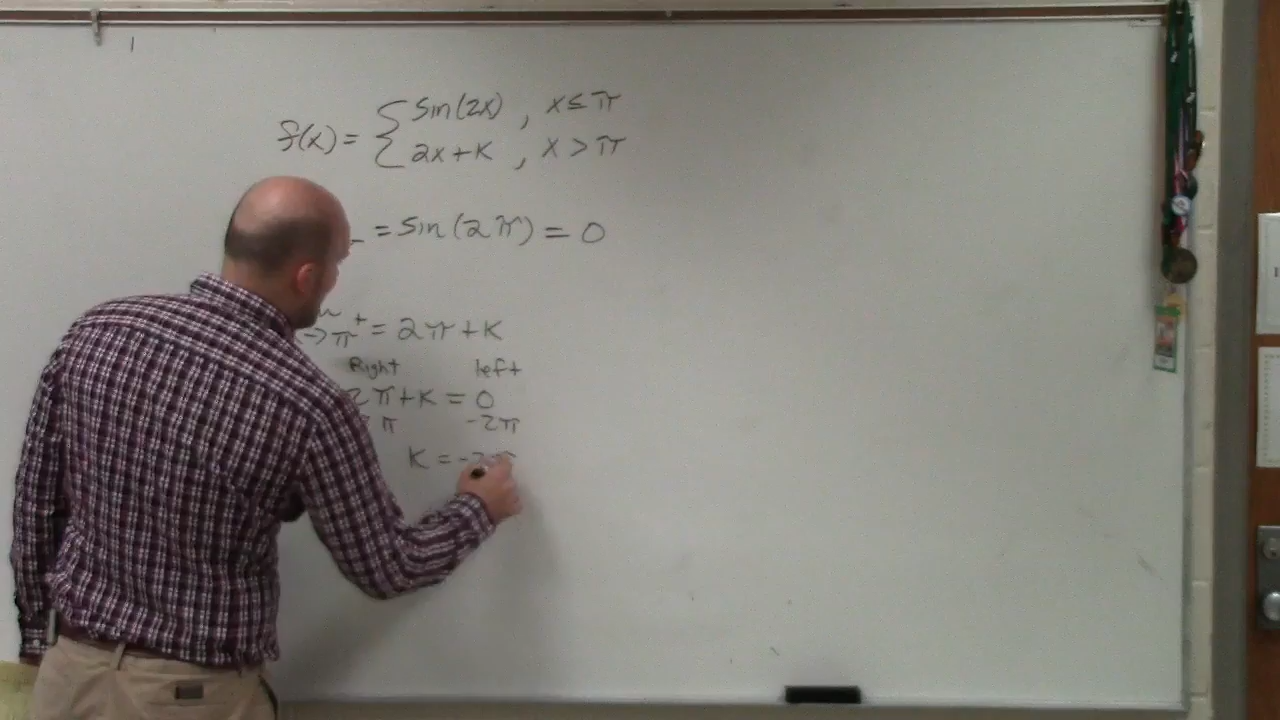 f(x) = { sin(2x) , x ≤ π
2x + K , x > π
- = sin(2π) = 0
→ π⁺ = 2π + K
Right left
2π + K = 0
π -2π
K = -2π